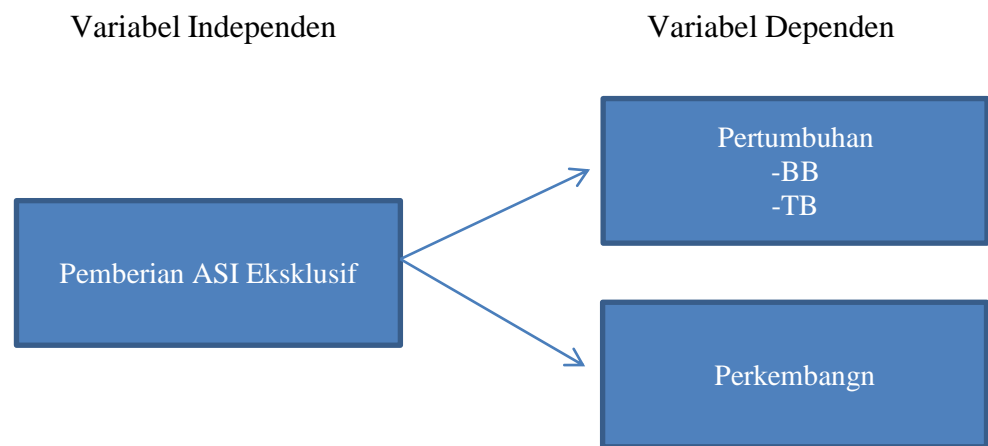 Variabel Independen
Variabel Dependen
Pertumbuhan
-BB
-TB
Pemberian ASI Eksklusif
Perkembangn